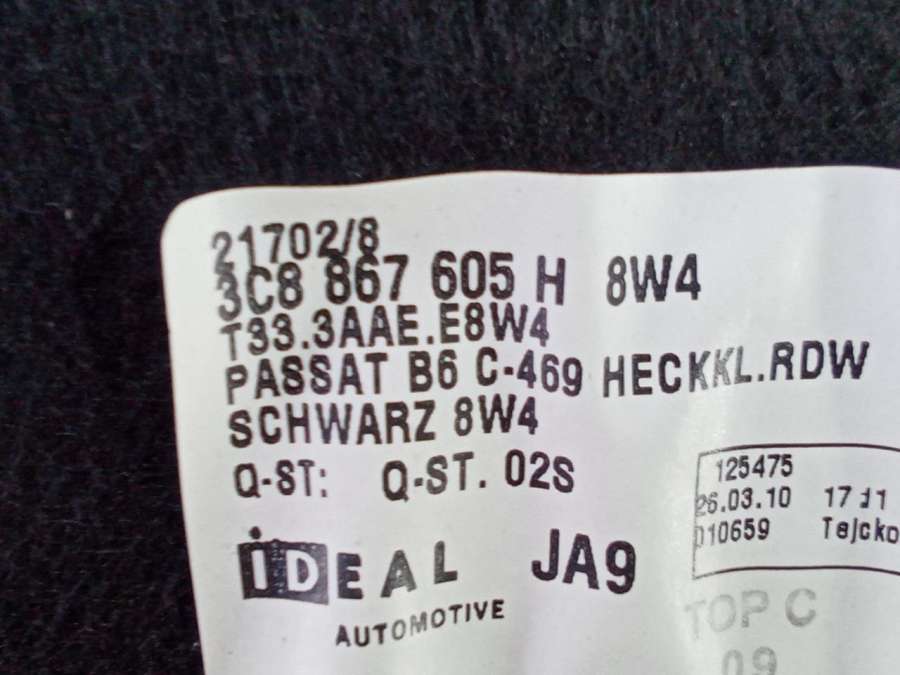 21702/8
3C8 867 605 H 8W4
T33.3AAE.E8W4
PASSAT B6 C-469 HECKKL.RDW
SCHWARZ 8W4
Q-ST: Q-ST. 02S
125475
26.03.10 17:11
010659 Tejcko
iDEAL JA9
AUTOMOTIVE
TOP C
09